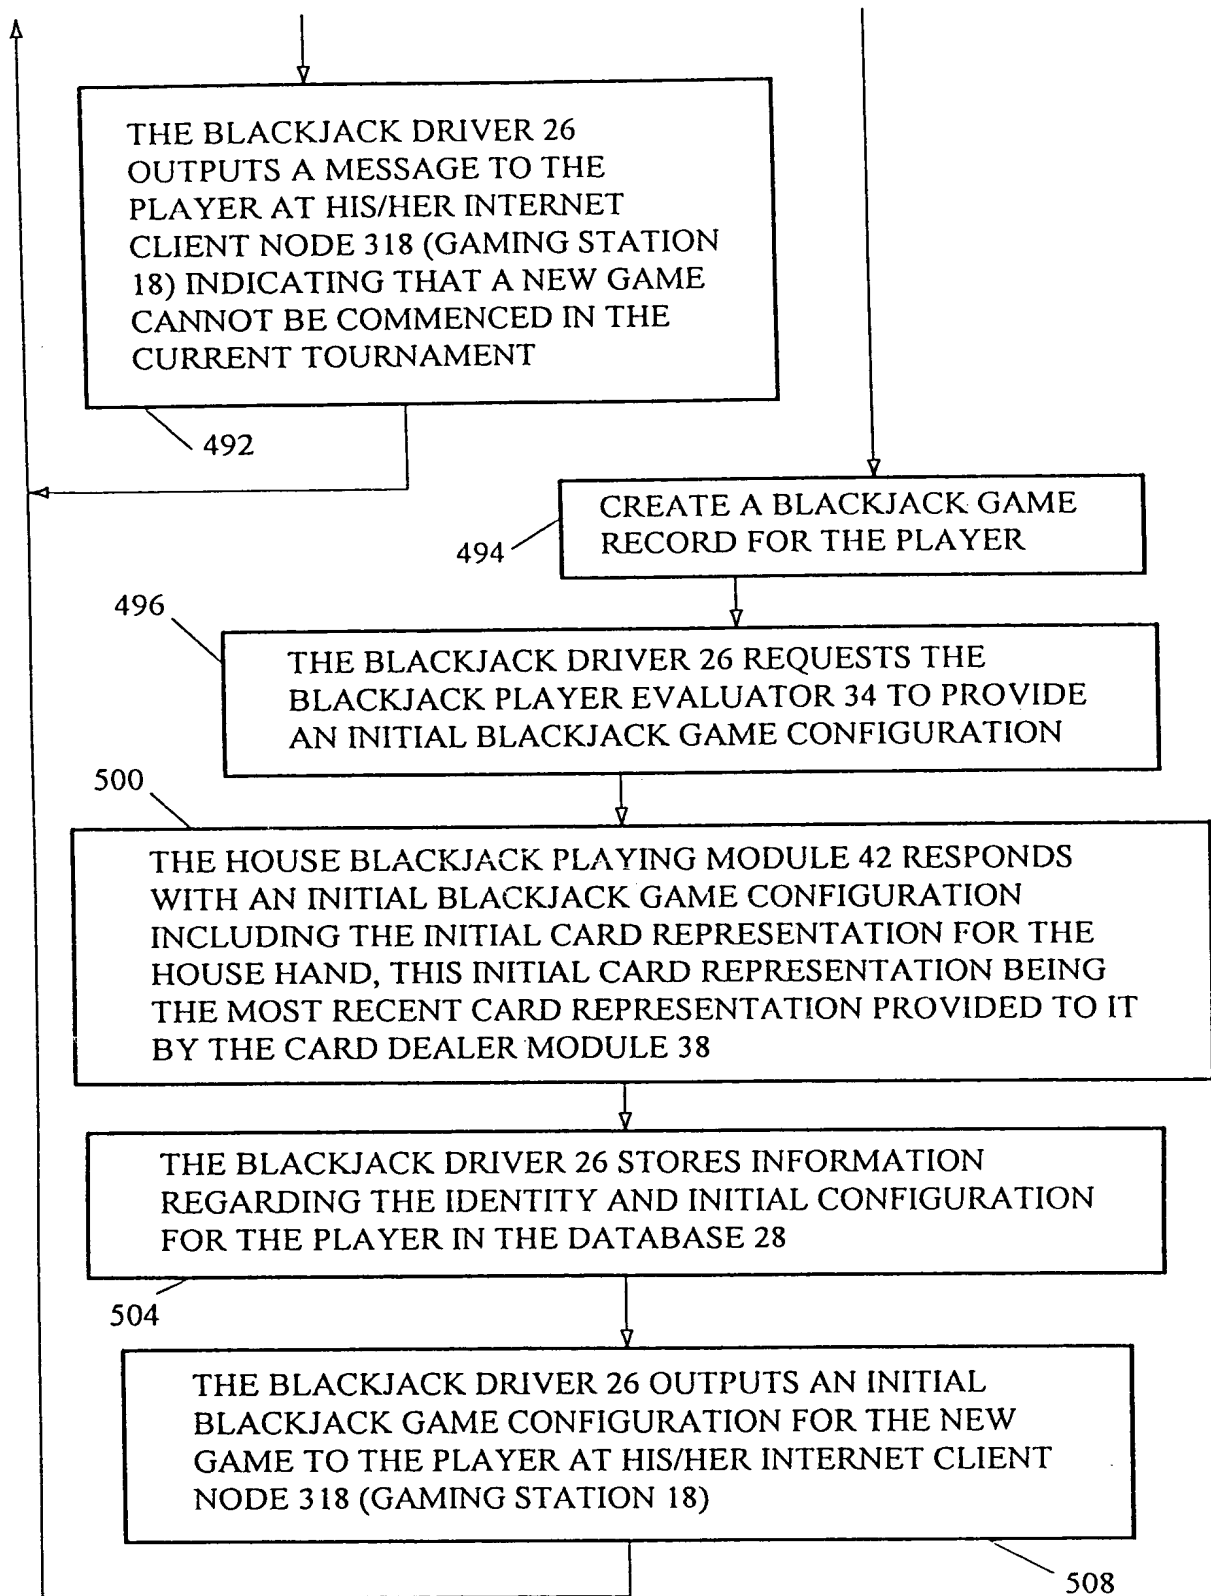 THE BLACKJACK DRIVER 26
OUTPUTS A MESSAGE TO THE
PLAYER AT HIS/HER INTERNET
CLIENT NODE 318 (GAMING STATION
18) INDICATING THAT A NEW GAME
CANNOT BE COMMENCED IN THE
CURRENT TOURNAMENT
492
CREATE A BLACKJACK GAME
RECORD FOR THE PLAYER
494
496
THE BLACKJACK DRIVER 26 REQUESTS THE
BLACKJACK PLAYER EVALUATOR 34 TO PROVIDE
AN INITIAL BLACKJACK GAME CONFIGURATION
500
THE HOUSE BLACKJACK PLAYING MODULE 42 RESPONDS
WITH AN INITIAL BLACKJACK GAME CONFIGURATION
INCLUDING THE INITIAL CARD REPRESENTATION FOR THE
HOUSE HAND, THIS INITIAL CARD REPRESENTATION BEING
THE MOST RECENT CARD REPRESENTATION PROVIDED TO IT
BY THE CARD DEALER MODULE 38
THE BLACKJACK DRIVER 26 STORES INFORMATION
REGARDING THE IDENTITY AND INITIAL CONFIGURATION
FOR THE PLAYER IN THE DATABASE 28
504
THE BLACKJACK DRIVER 26 OUTPUTS AN INITIAL
BLACKJACK GAME CONFIGURATION FOR THE NEW
GAME TO THE PLAYER AT HIS/HER INTERNET CLIENT
NODE 318 (GAMING STATION 18)
508